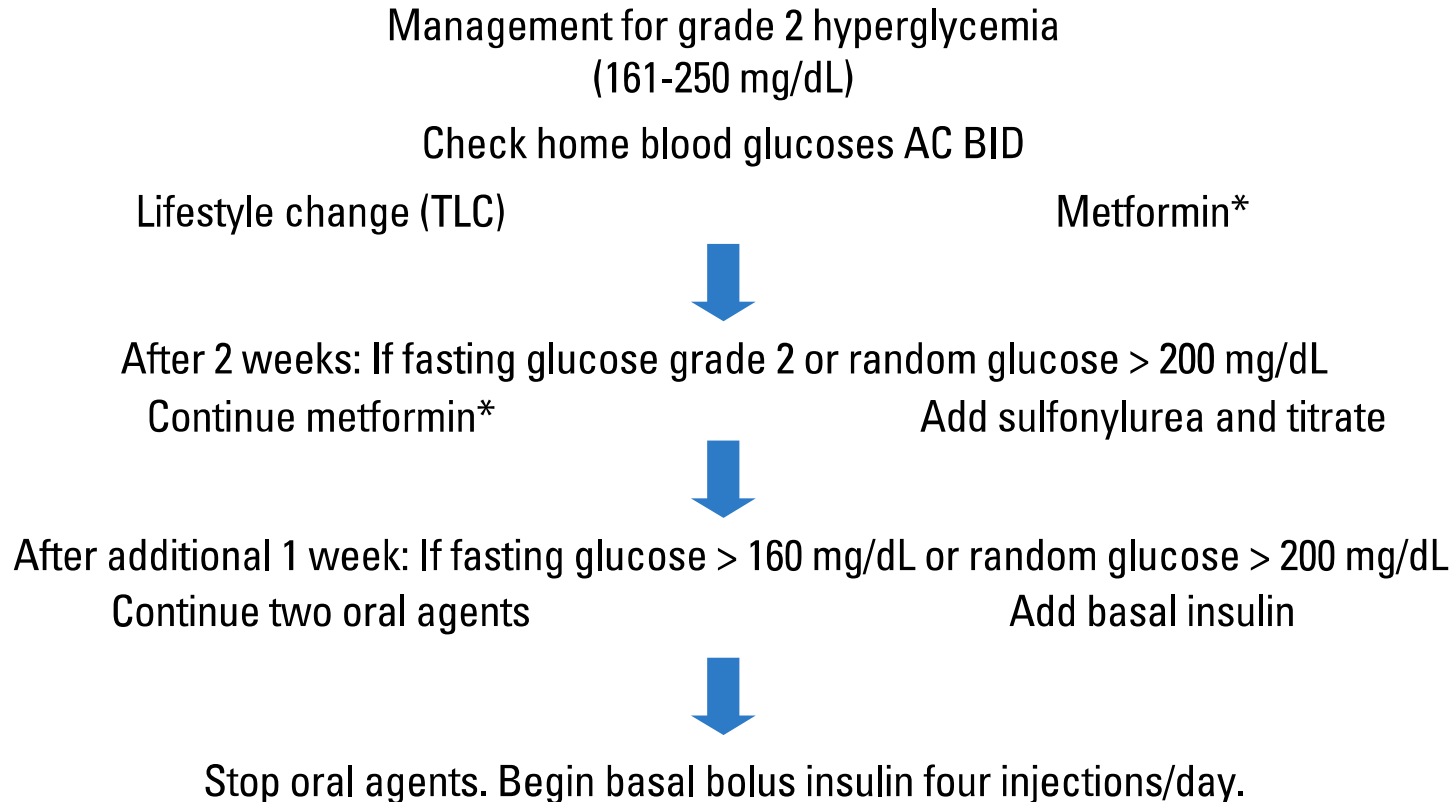 Management for grade 2 hyperglycemia
(161-250 mg/dL)
Check home blood glucoses AC BID
Lifestyle change (TLC) Metformin*
After 2 weeks: If fasting glucose grade 2 or random glucose > 200 mg/dL
Continue metformin* Add sulfonylurea and titrate
After additional 1 week: If fasting glucose > 160 mg/dL or random glucose > 200 mg/dL
Continue two oral agents Add basal insulin
Stop oral agents. Begin basal bolus insulin four injections/day.